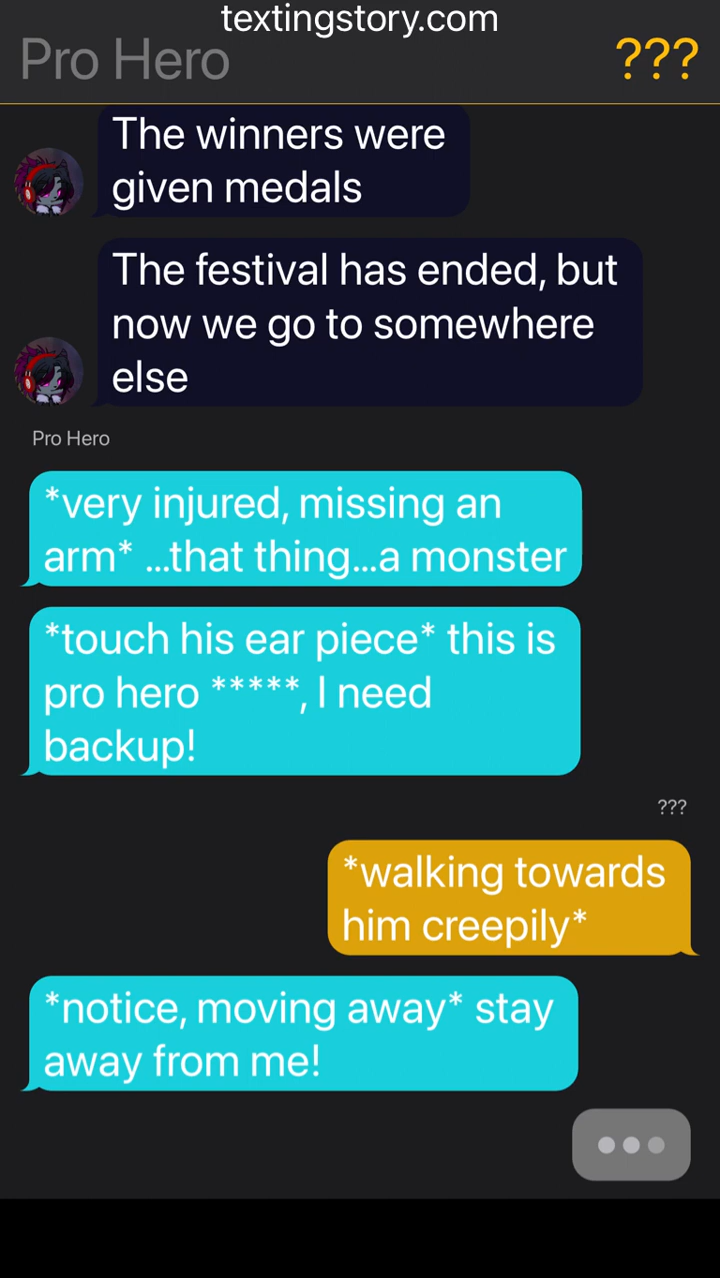 textingstory.com
Pro Hero
???
The winners were
given medals
The festival has ended, but
now we go to somewhere
else
Pro Hero
*very injured, missing an
arm* ...that thing...a monster
*touch his ear piece* this is
pro hero *****, I need
backup!
???
*walking towards
him creepily*
*notice, moving away* stay
away from me!